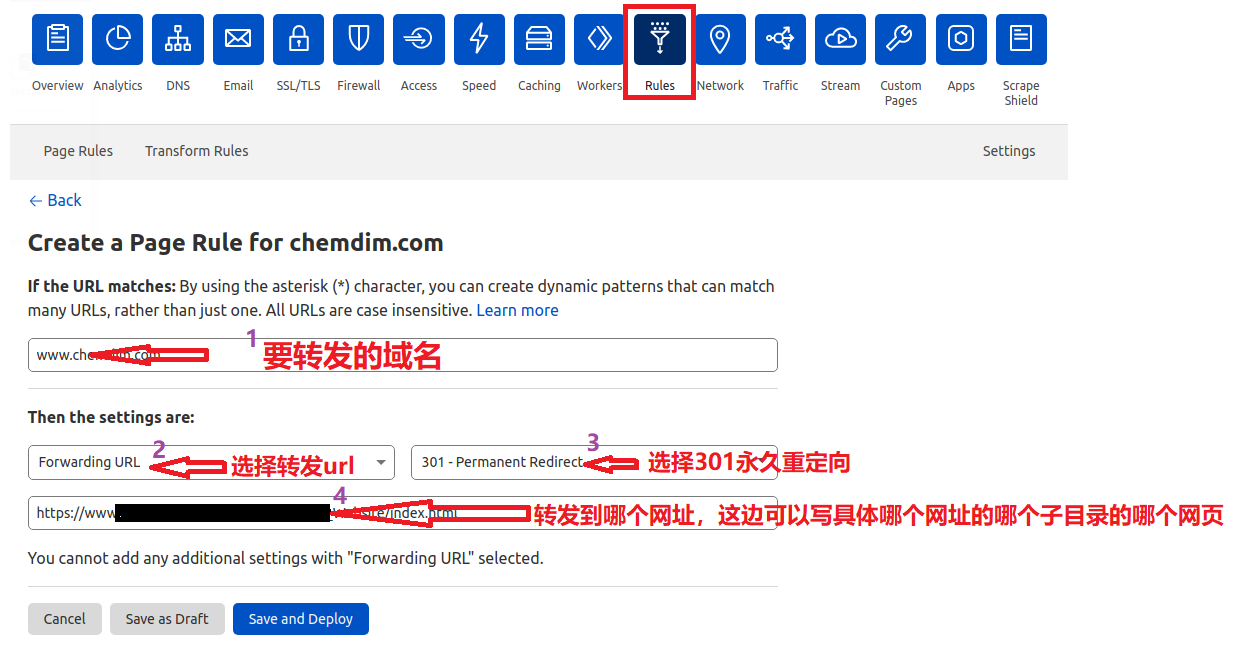 Overview Analytics DNS Email SSL/TLS Firewall Access Speed Caching Workers Rules Network Traffic Stream Custom Pages Apps Scrape Shield
Page Rules Transform Rules Settings
← Back
Create a Page Rule for chemdim.com
If the URL matches: By using the asterisk (*) character, you can create dynamic patterns that can match
many URLs, rather than just one. All URLs are case insensitive. Learn more
1
www.chemdim.com 要转发的域名
Then the settings are:
2 3
Forwarding URL 选择转发url 301 - Permanent Redirect 选择301永久重定向
4
https://www. site/index.html 转发到哪个网址，这边可以写具体哪个网址的哪个子目录的哪个网页
You cannot add any additional settings with "Forwarding URL" selected.
Cancel Save as Draft Save and Deploy